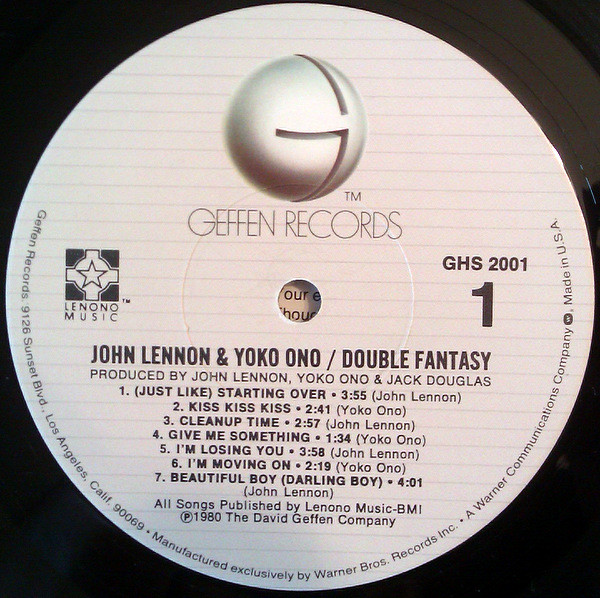 TM
GEFFEN RECORDS
LENONO™
MUSIC
GHS 2001
1
our e
JOHN LENNON & YOKO ONO / DOUBLE FANTASY
PRODUCED BY JOHN LENNON, YOKO ONO & JACK DOUGLAS
1. (JUST LIKE) STARTING OVER • 3:55 (John Lennon)
2. KISS KISS KISS • 2:41 (Yoko Ono)
3. CLEANUP TIME • 2:57 (John Lennon)
4. GIVE ME SOMETHING • 1:34 (Yoko Ono)
5. I'M LOSING YOU • 3:58 (John Lennon)
6. I'M MOVING ON • 2:19 (Yoko Ono)
7. BEAUTIFUL BOY (DARLING BOY) • 4:01
(John Lennon)
All Songs Published by Lenono Music-BMI
℗1980 The David Geffen Company
Geffen Records: 9126 Sunset Blvd., Los Angeles, Calif. 90069 • Manufactured exclusively by Warner Bros. Records Inc. • A Warner Communications Company. Made in U.S.A.